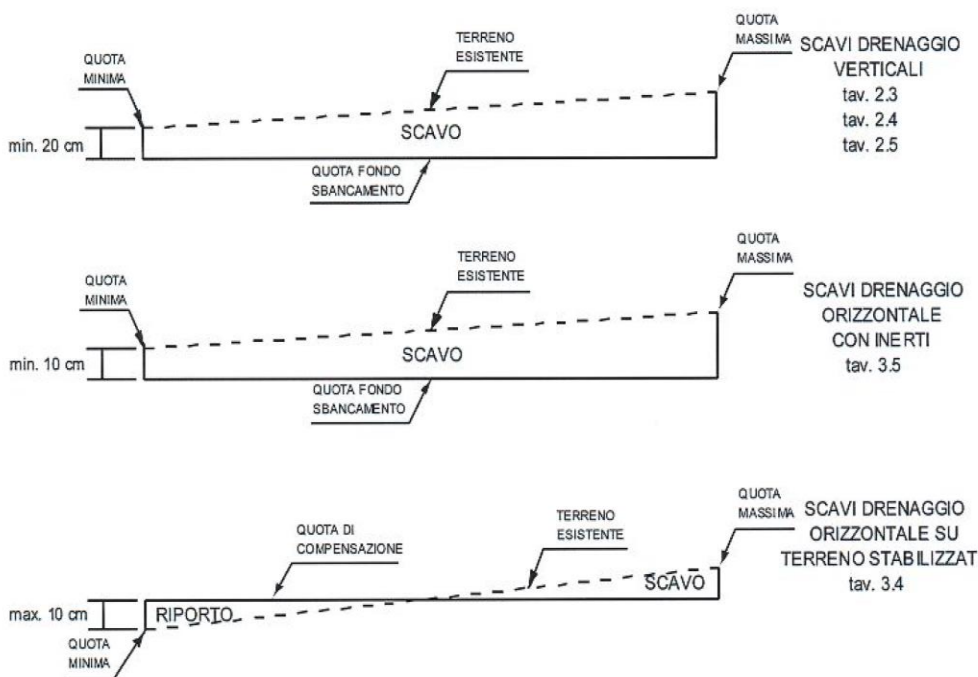 QUOTA
MINIMA
TERRENO
ESISTENTE
QUOTA
MASSIMA
SCAVI DRENAGGIO
VERTICALI
tav. 2.3
tav. 2.4
tav. 2.5
min. 20 cm
SCAVO
QUOTA FONDO
SBANCAMENTO
QUOTA
MINIMA
TERRENO
ESISTENTE
QUOTA
MASSIMA
SCAVI DRENAGGIO
ORIZZONTALE
CON INERTI
tav. 3.5
min. 10 cm
SCAVO
QUOTA FONDO
SBANCAMENTO
QUOTA DI
COMPENSAZIONE
TERRENO
ESISTENTE
QUOTA
MASSIMA
SCAVI DRENAGGIO
ORIZZONTALE SU
TERRENO STABILIZZAT
tav. 3.4
max. 10 cm
RIPORTO
SCAVO
QUOTA
MINIMA